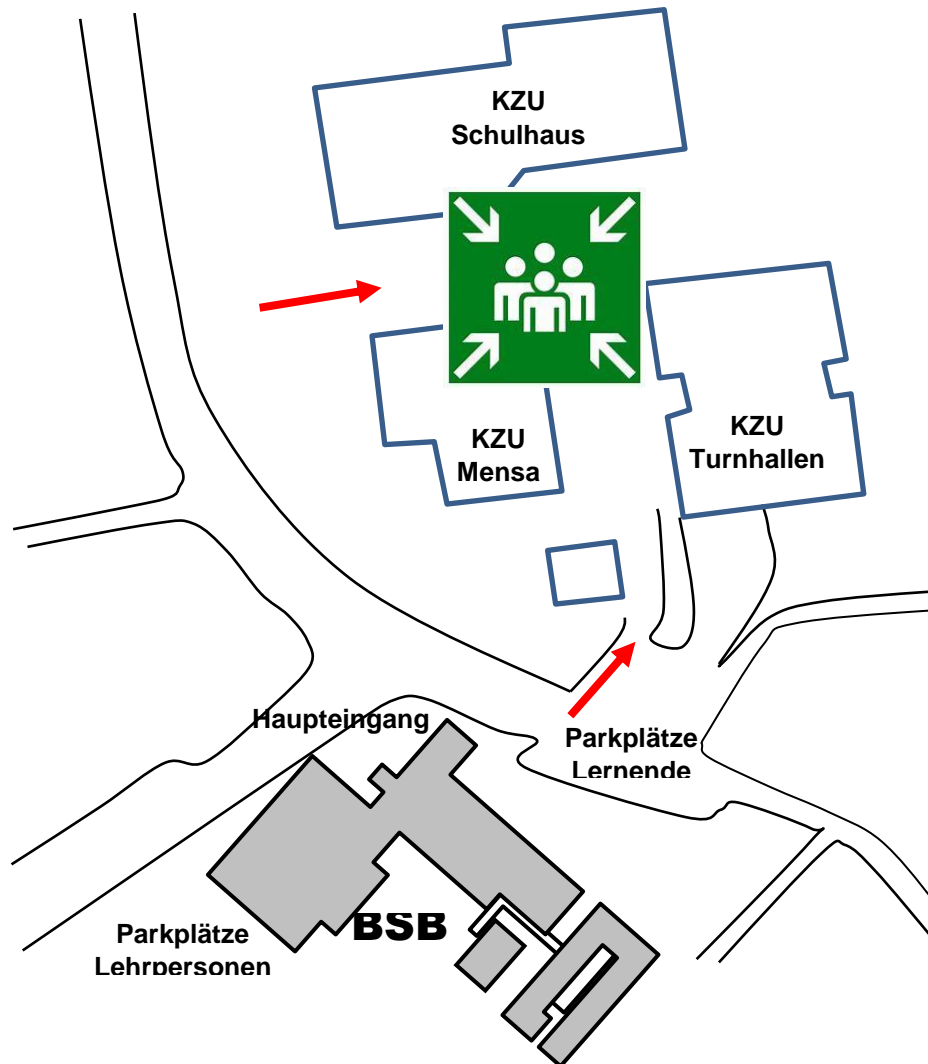 KZU
Schulhaus
KZU
Mensa
KZU
Turnhallen
Haupteingang
Parkplätze
Lernende
BSB
Parkplätze
Lehrpersonen